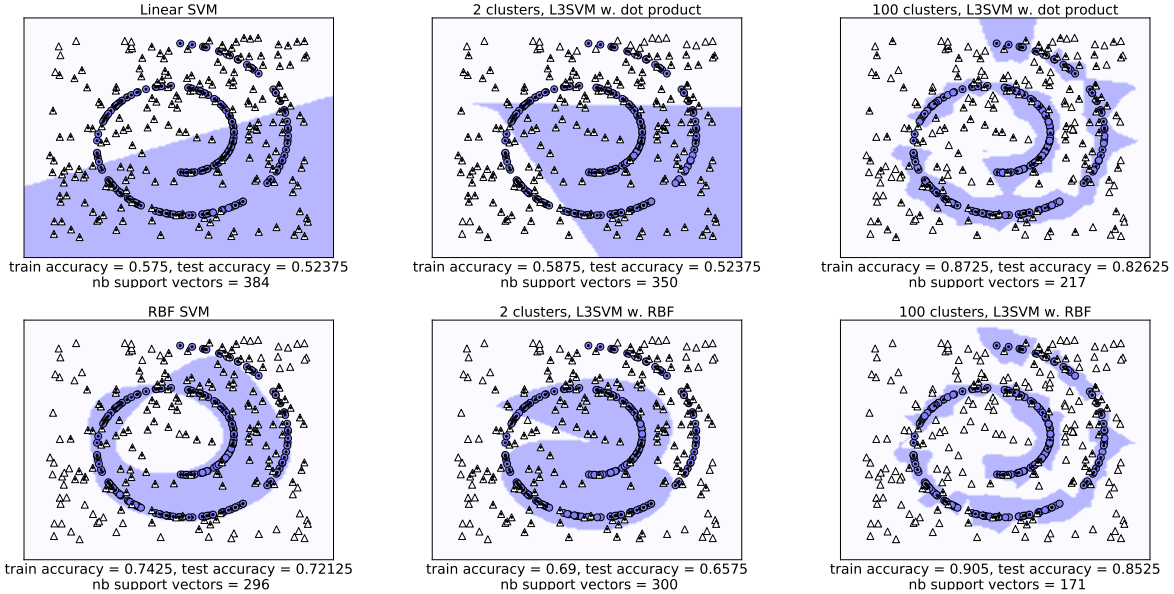 Linear SVM
2 clusters, L3SVM w. dot product
100 clusters, L3SVM w. dot product
train accuracy = 0.575, test accuracy = 0.52375
nb support vectors = 384
train accuracy = 0.5875, test accuracy = 0.52375
nb support vectors = 350
train accuracy = 0.8725, test accuracy = 0.82625
nb support vectors = 217
RBF SVM
2 clusters, L3SVM w. RBF
100 clusters, L3SVM w. RBF
train accuracy = 0.7425, test accuracy = 0.72125
nb support vectors = 296
train accuracy = 0.69, test accuracy = 0.6575
nb support vectors = 300
train accuracy = 0.905, test accuracy = 0.8525
nb support vectors = 171